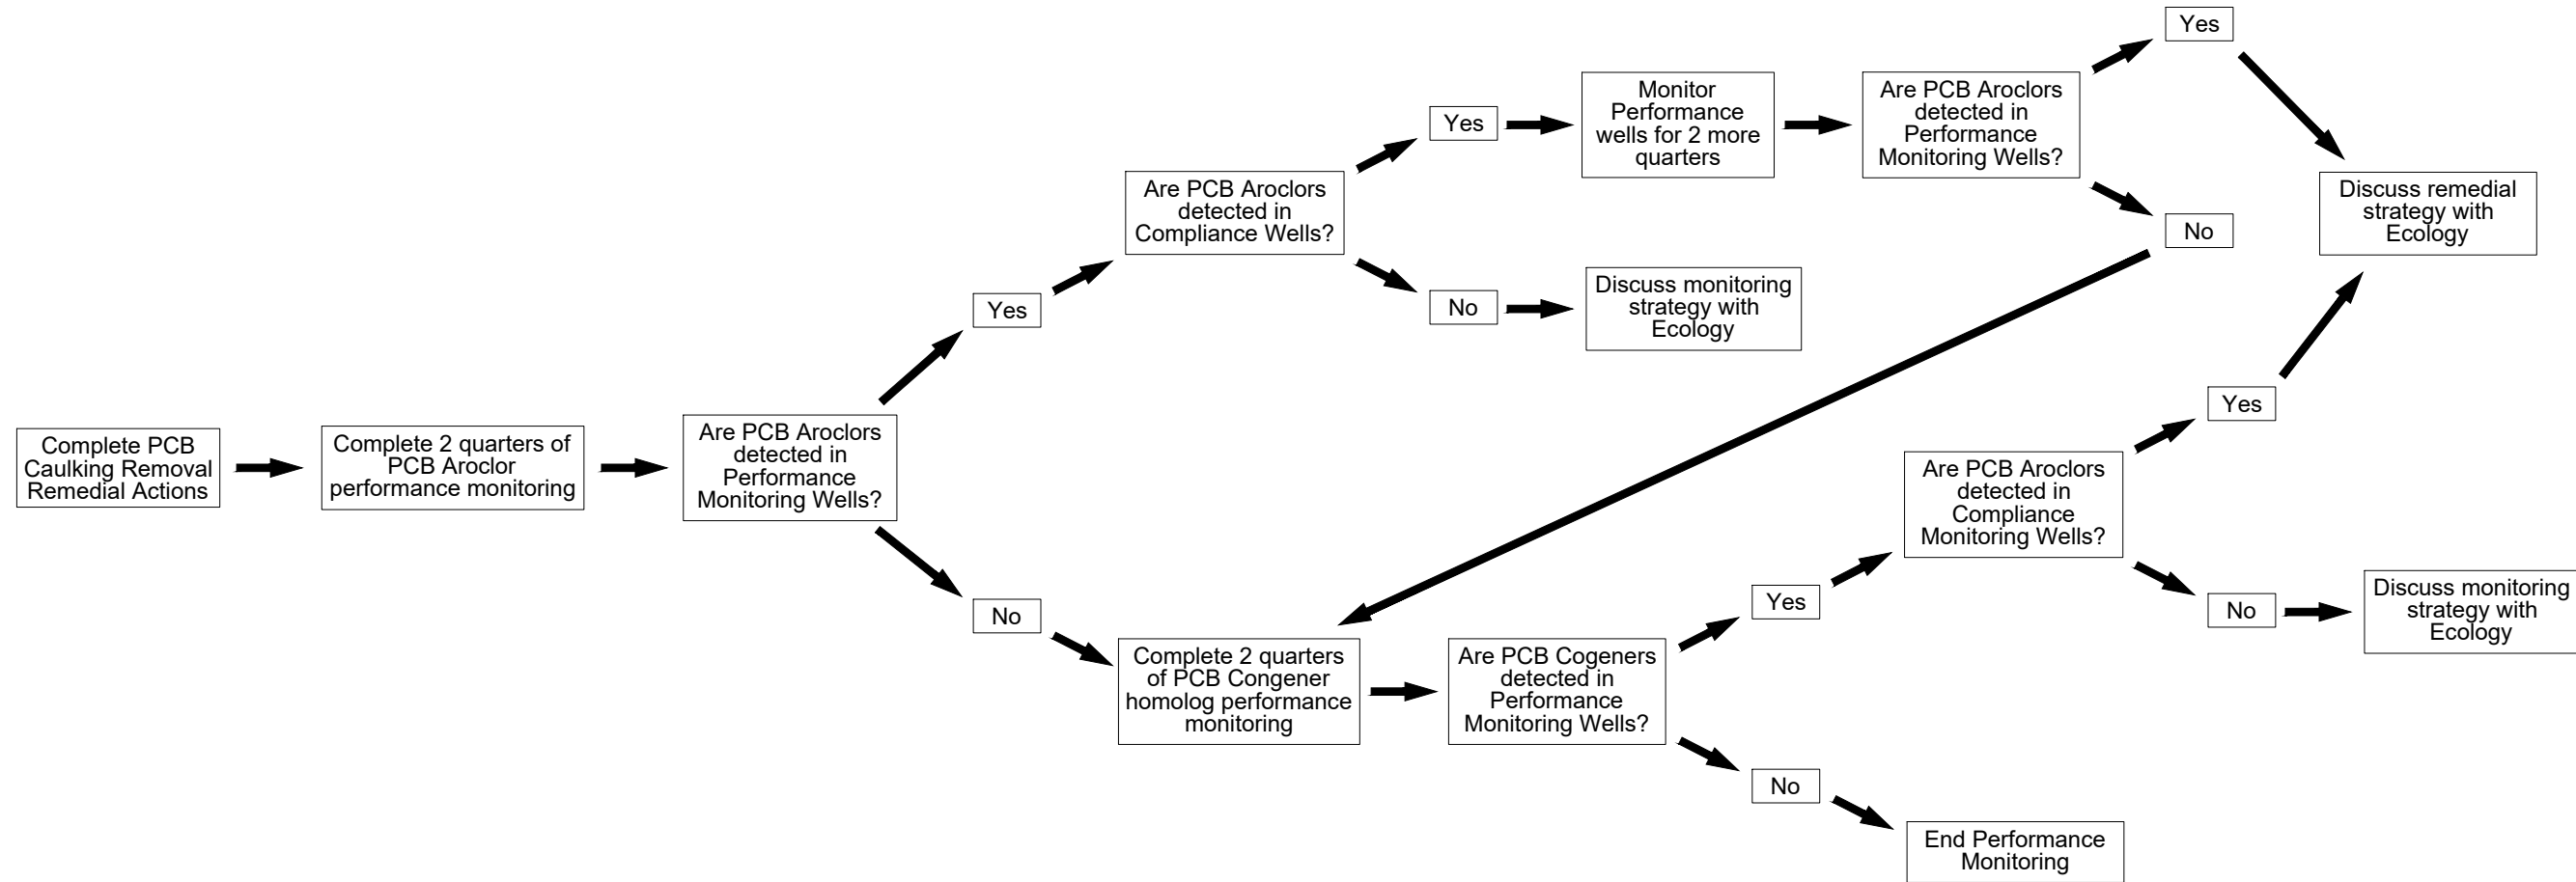 Complete PCB
Caulking Removal
Remedial Actions
Complete 2 quarters of
PCB Aroclor
performance monitoring
Are PCB Aroclors
detected in
Performance
Monitoring Wells?
Yes
Are PCB Aroclors
detected in
Compliance Wells?
Yes
Monitor
Performance
wells for 2 more
quarters
Are PCB Aroclors
detected in
Performance
Monitoring Wells?
Yes
No
Discuss remedial
strategy with
Ecology
No
Discuss monitoring
strategy with
Ecology
No
Complete 2 quarters
of PCB Congener
homolog performance
monitoring
Are PCB Cogeners
detected in
Performance
Monitoring Wells?
Yes
Are PCB Aroclors
detected in
Compliance
Monitoring Wells?
Yes
No
Discuss monitoring
strategy with
Ecology
No
End Performance
Monitoring